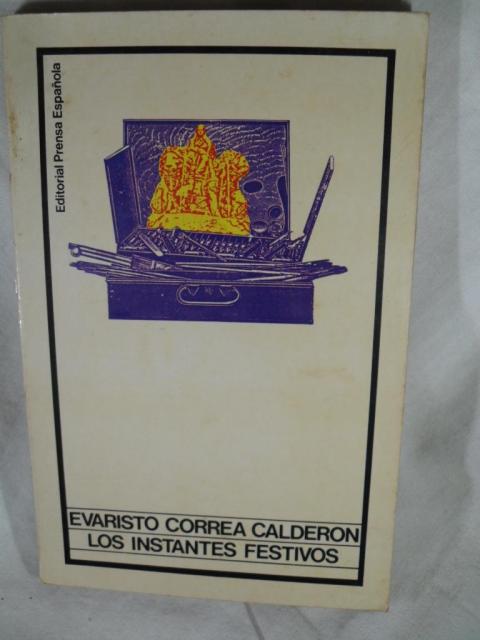 Editorial Prensa Española
EVARISTO CORREA CALDERON
LOS INSTANTES FESTIVOS